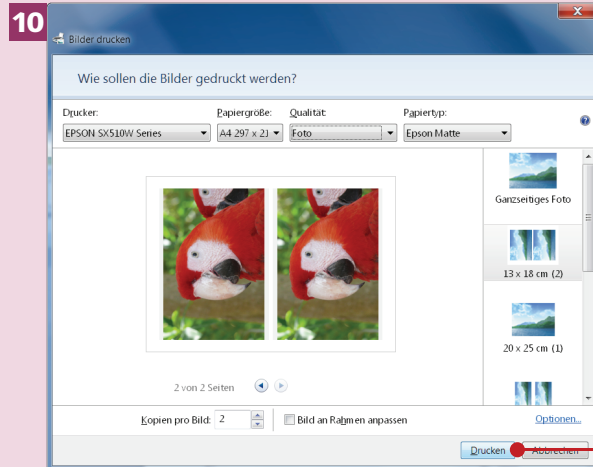 10
Bilder drucken
Wie sollen die Bilder gedruckt werden?
Drucker: Papiergröße: Qualität: Papiertyp:
EPSON SX510W Series A4 297 x 21 Foto Epson Matte
Ganzseitiges Foto
13 x 18 cm (2)
20 x 25 cm (1)
2 von 2 Seiten
Kopien pro Bild: 2 Bild an Rahmen anpassen Optionen...
Drucken Abbrechen